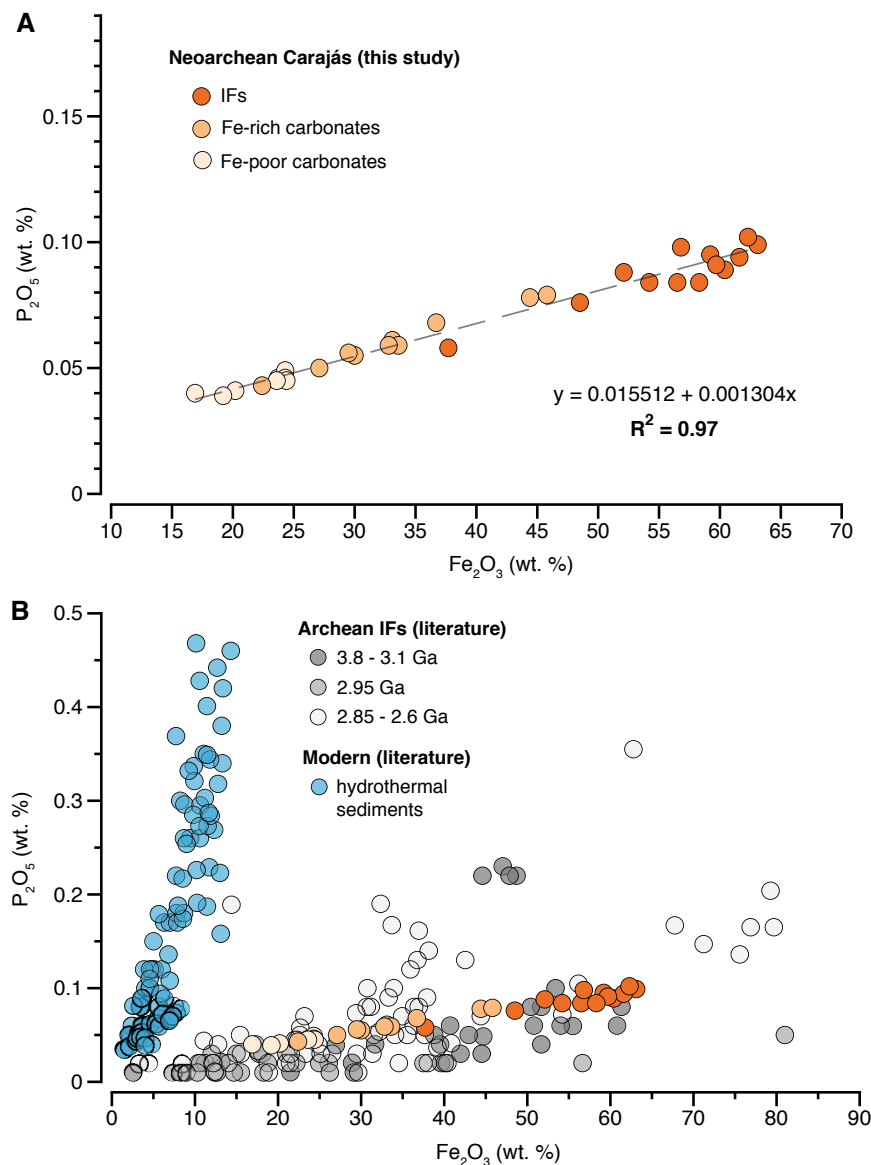 A
Neoarchean Carajás (this study)
IFs
Fe-rich carbonates
Fe-poor carbonates
0.15
0.10
0.05
0
P2O5 (wt. %)
y = 0.015512 + 0.001304x
R2 = 0.97
10 15 20 25 30 35 40 45 50 55 60 65 70
Fe2O3 (wt. %)
B
Archean IFs (literature)
3.8 - 3.1 Ga
2.95 Ga
2.85 - 2.6 Ga
Modern (literature)
hydrothermal
sediments
0.5
0.4
0.3
0.2
0.1
0
P2O5 (wt. %)
0 10 20 30 40 50 60 70 80 90
Fe2O3 (wt. %)